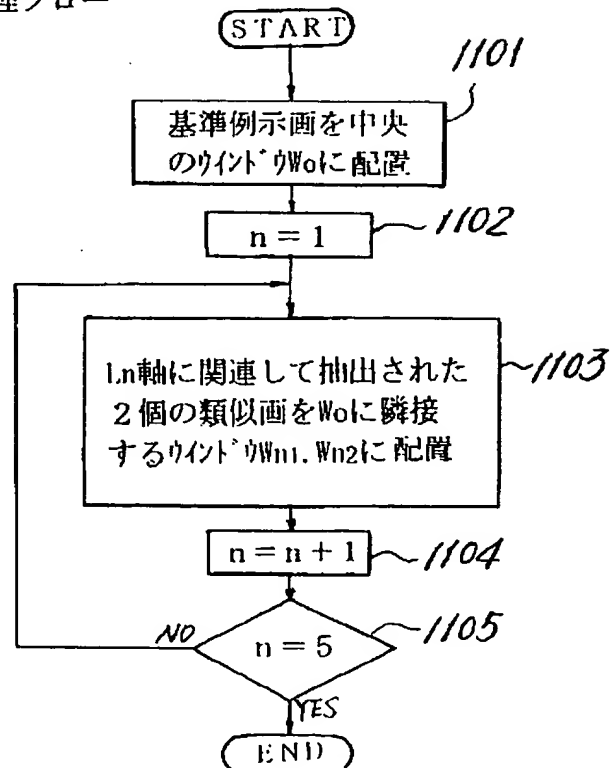 フロー
START
1101
基準例示画を中央
のウインドウWoに配置
n = 1
1102
Ln軸に関連して抽出された
2個の類似画をWoに隣接
するウインドウWn1. Wn2に配置
1103
n = n + 1
1104
NO
n = 5
1105
YES
END